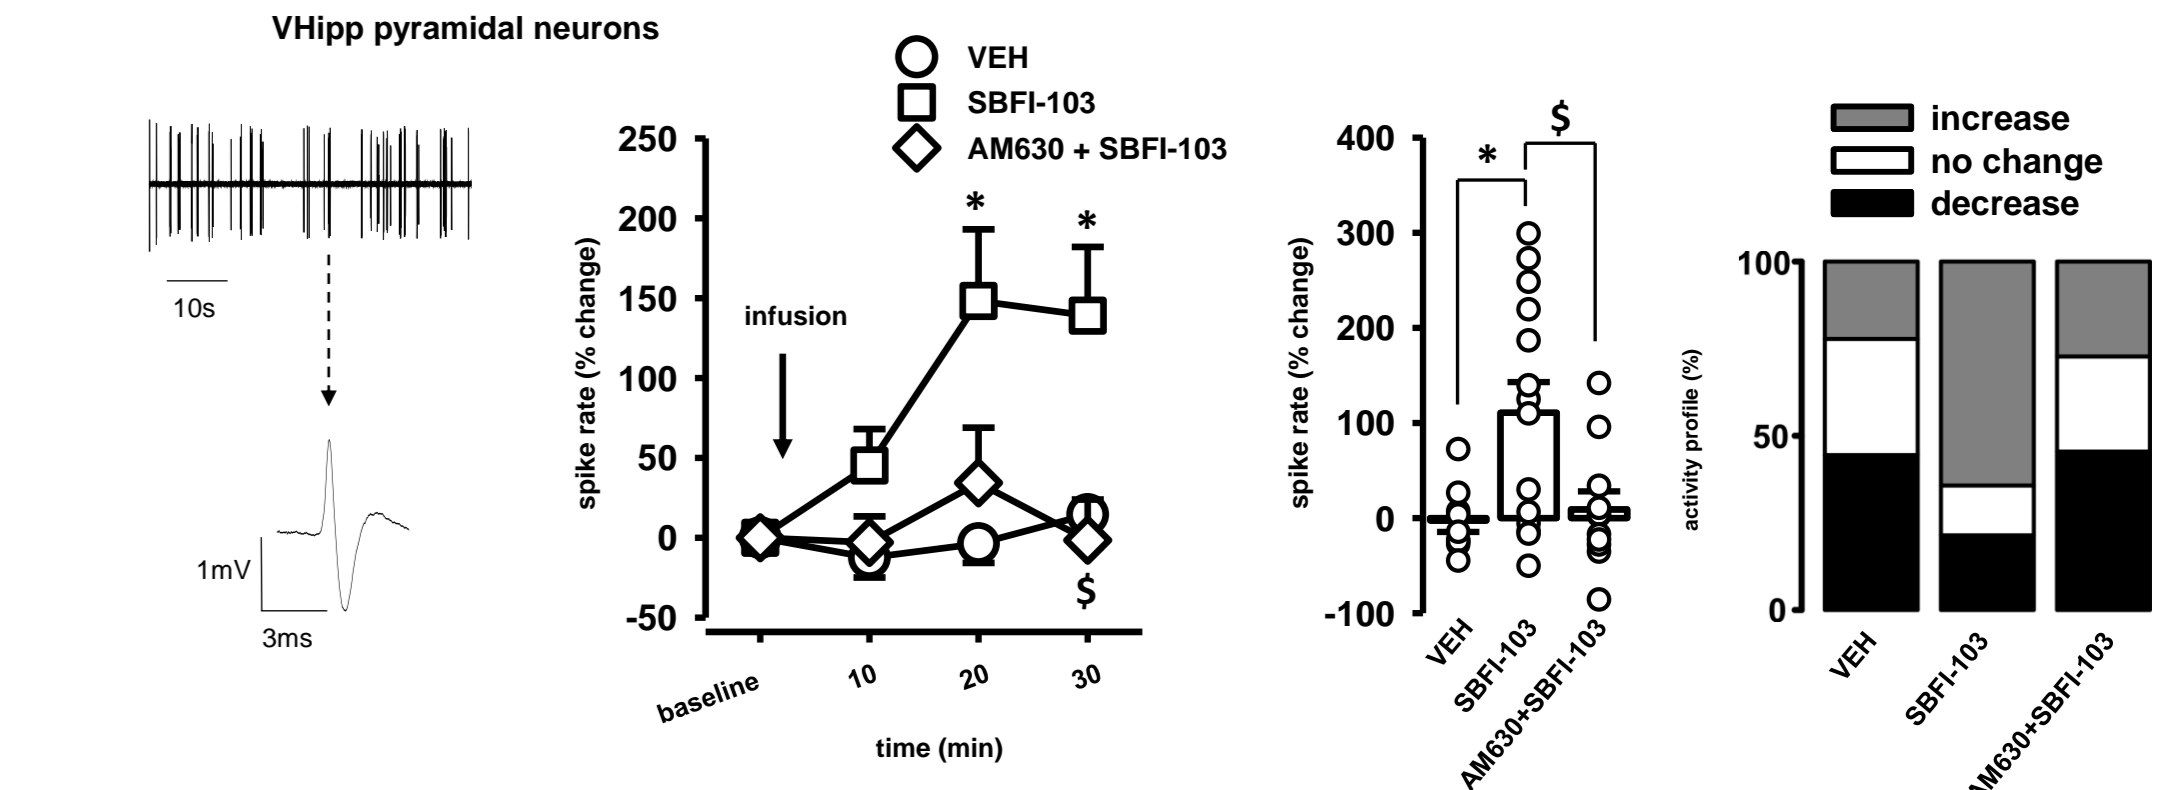 VHipp pyramidal neurons
10s
1mV
3ms
VEH
SBFI-103
AM630 + SBFI-103
spike rate (% change)
250
200
150
100
50
0
-50
infusion
*
*
$
baseline
10
20
30
time (min)
spike rate (% change)
400
300
200
100
0
-100
*
$
VEH
SBFI-103
AM630+SBFI-103
increase
no change
decrease
activity profile (%)
100
50
0
VEH
SBFI-103
AM630+SBFI-103